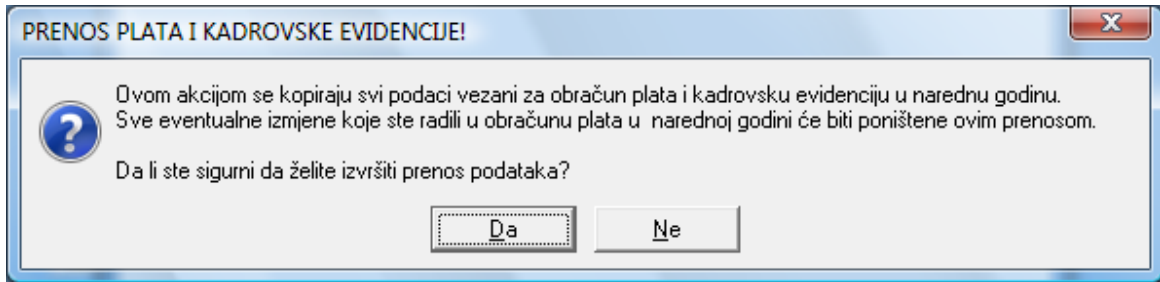 PRENOS PLATA I KADROVSKE EVIDENCIJE!
Ovom akcijom se kopiraju svi podaci vezani za obračun plata i kadrovsku evidenciju u narednu godinu.
Sve eventualne izmjene koje ste radili u obračunu plata u  narednoj godini će biti poništene ovim prenosom.
Da li ste sigurni da želite izvršiti prenos podataka?
Da Ne